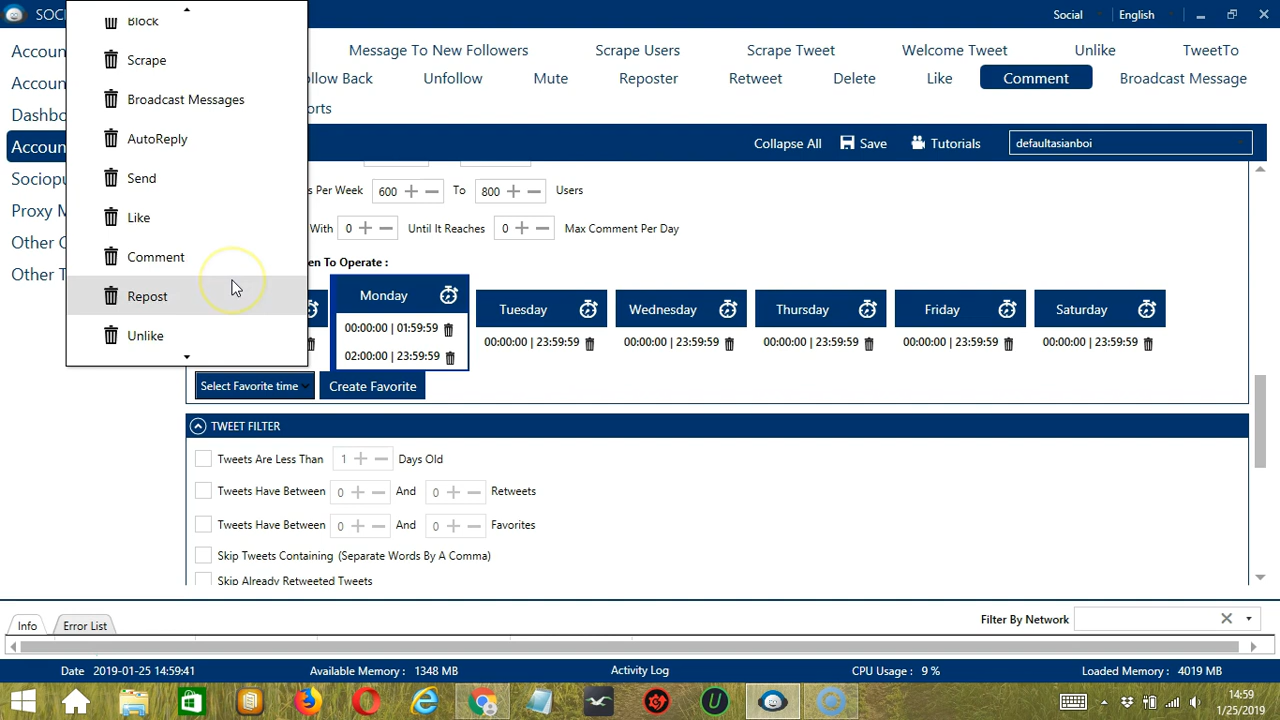 SOCI
Social
English
Accoun
Accoun
Dashbo
Accoun
Sociopu
Proxy M
Other C
Other T
Block
Scrape
Broadcast Messages
AutoReply
Send
Like
Comment
Repost
Unlike
Message To New Followers
Scrape Users
Scrape Tweet
Welcome Tweet
Unlike
TweetTo
ollow Back
Unfollow
Mute
Reposter
Retweet
Delete
Like
Comment
Broadcast Message
orts
Collapse All
Save
Tutorials
defaultasianboi
s Per Week 600 + − To 800 + − Users
With 0 + − Until It Reaches 0 + − Max Comment Per Day
en To Operate :
Monday
Tuesday
Wednesday
Thursday
Friday
Saturday
00:00:00 | 01:59:59
02:00:00 | 23:59:59
00:00:00 | 23:59:59
00:00:00 | 23:59:59
00:00:00 | 23:59:59
00:00:00 | 23:59:59
00:00:00 | 23:59:59
Select Favorite time
Create Favorite
TWEET FILTER
Tweets Are Less Than 1 + − Days Old
Tweets Have Between 0 + − And 0 + − Retweets
Tweets Have Between 0 + − And 0 + − Favorites
Skip Tweets Containing (Separate Words By A Comma)
Skip Already Retweeted Tweets
Info
Error List
Filter By Network
Date 2019-01-25 14:59:41
Available Memory : 1348 MB
Activity Log
CPU Usage : 9 %
Loaded Memory : 4019 MB
14:59
1/25/2019